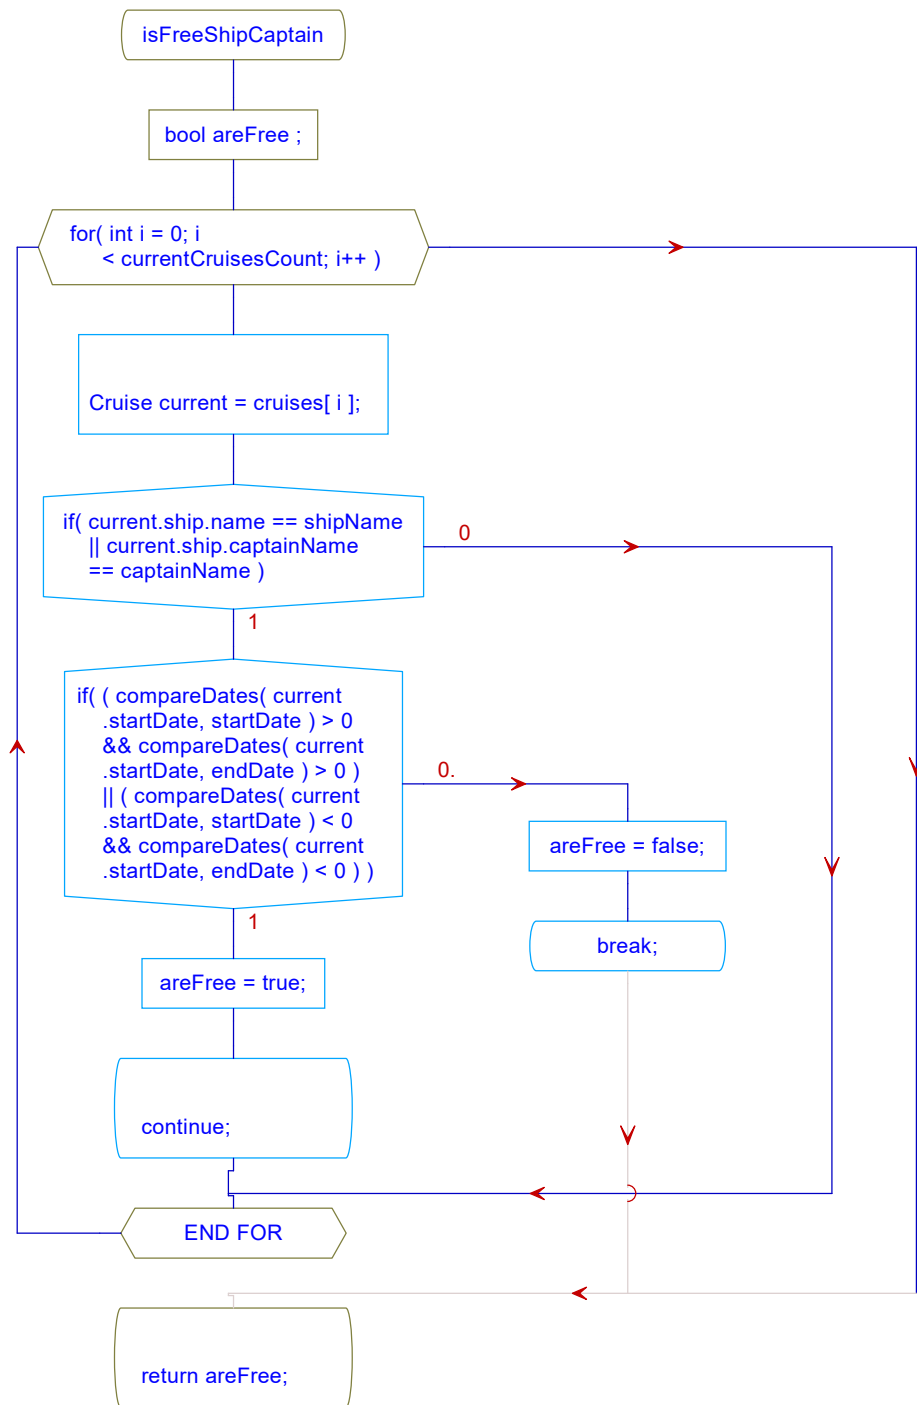 isFreeShipCaptain
bool areFree ;
for( int i = 0; i
< currentCruisesCount; i++ )
Cruise current = cruises[ i ];
if( current.ship.name == shipName
|| current.ship.captainName
== captainName )
0
1
if( ( compareDates( current
.startDate, startDate ) > 0
&& compareDates( current
.startDate, endDate ) > 0 )
|| ( compareDates( current
.startDate, startDate ) < 0
&& compareDates( current
.startDate, endDate ) < 0 ) )
0.
areFree = false;
break;
1
areFree = true;
continue;
END FOR
return areFree;